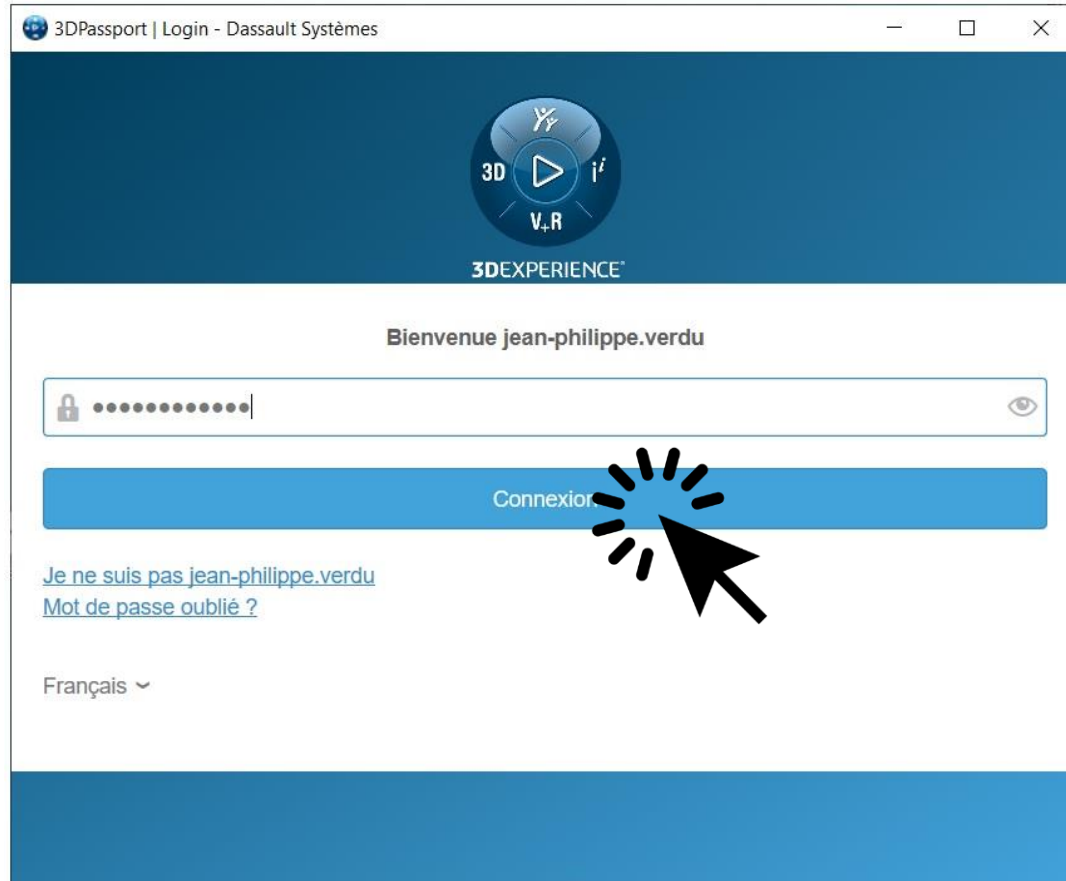 3DPassport | Login - Dassault Systèmes
3D
i
V+R
3DEXPERIENCE
Bienvenue jean-philippe.verdu
••••••••••••
Connexion
Je ne suis pas jean-philippe.verdu
Mot de passe oublié ?
Français